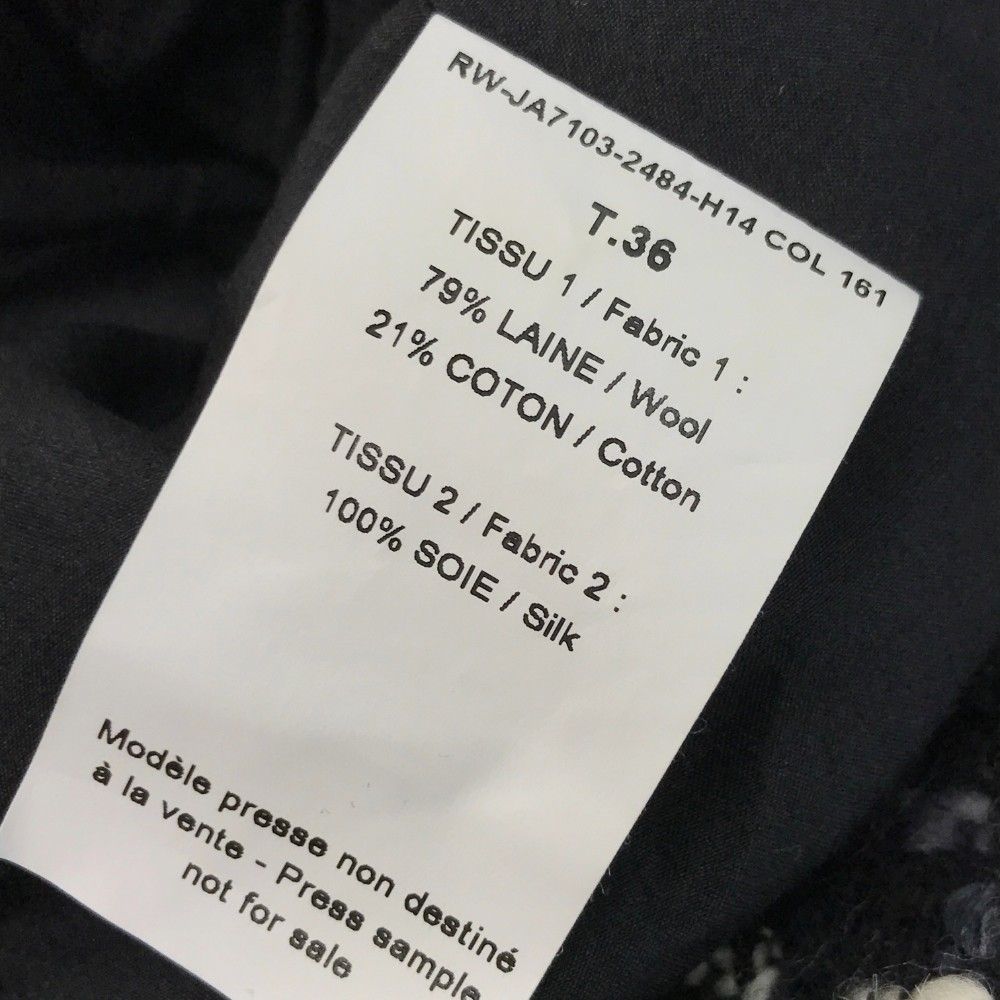 RW-JA7103-2484-H14 COL 161
T.36
TISSU 1 / Fabric 1 :
79% LAINE / Wool
21% COTON / Cotton
TISSU 2 / Fabric 2 :
100% SOIE / Silk
Modèle presse non destiné
à la vente - Press sample
not for sale